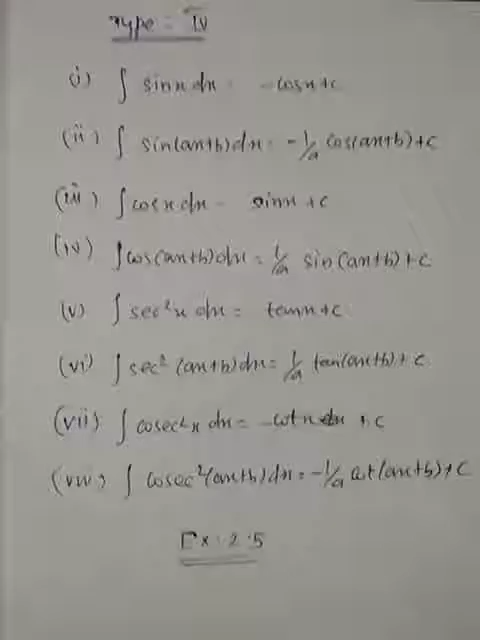 Type = IV
(i) ∫ sinx dx = -cosx+c
(ii) ∫ sin(ax+b)dx = -1/a cos(ax+b)+c
(iii) ∫ cosx dx = sinx +c
(iv) ∫ cos(ax+b)dx = 1/a sin(ax+b)+c
(v) ∫ sec²x dx = tanx+c
(vi) ∫ sec²(ax+b)dx = 1/a tan(ax+b)+c
(vii) ∫ cosec²x dx = -cotx +c
(viii) ∫ cosec²(ax+b)dx = -1/a cot(ax+b)+c
Ex: 2.5